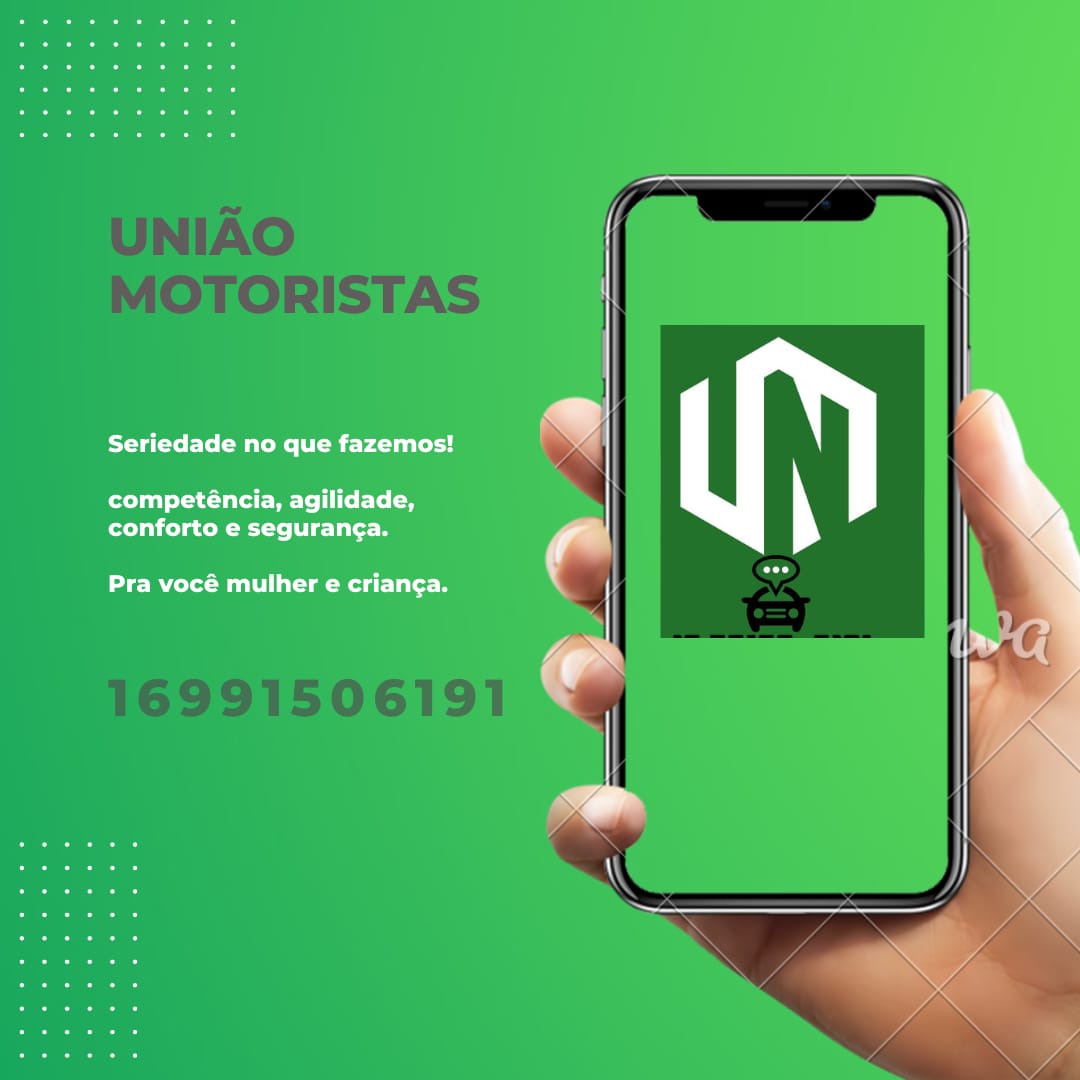 UNIÃO
MOTORISTAS
Seriedade no que fazemos!
competência, agilidade,
conforto e segurança.
Pra você mulher e criança.
16991506191